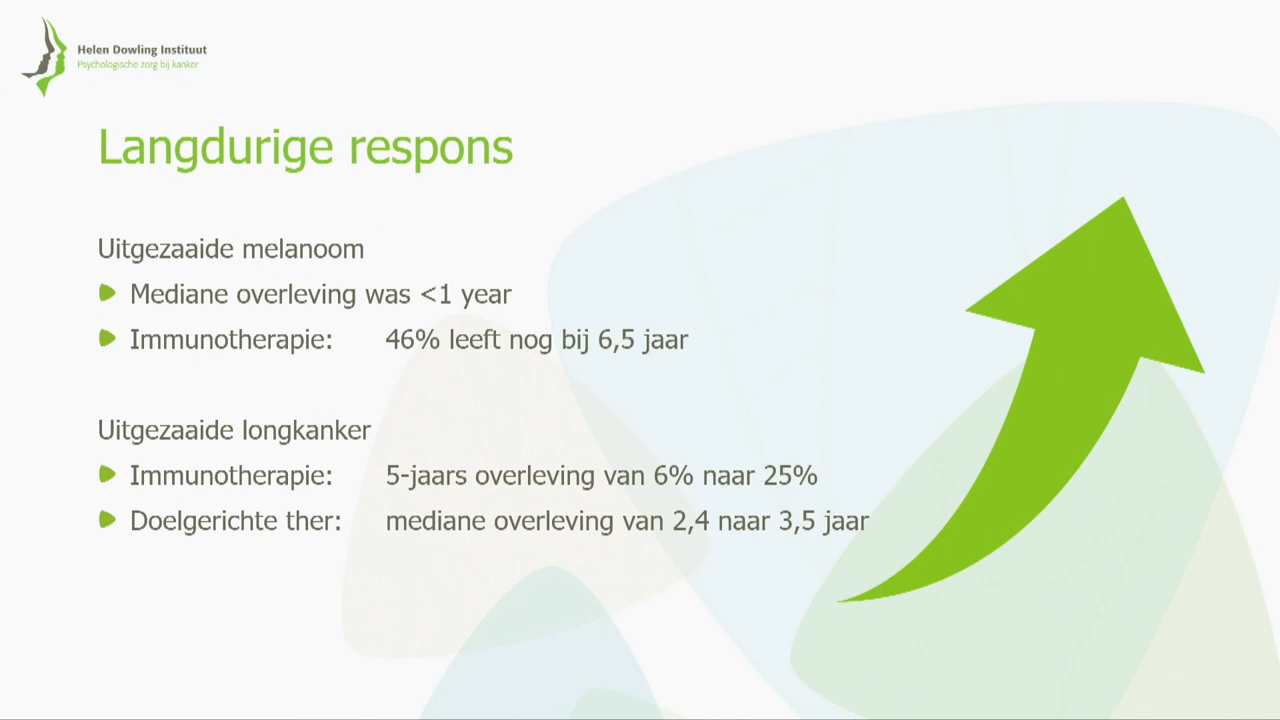 Helen Dowling Instituut
Psychologische zorg bij kanker
Langdurige respons
Uitgezaaide melanoom
Mediane overleving was <1 year
Immunotherapie: 46% leeft nog bij 6,5 jaar
Uitgezaaide longkanker
Immunotherapie: 5-jaars overleving van 6% naar 25%
Doelgerichte ther: mediane overleving van 2,4 naar 3,5 jaar